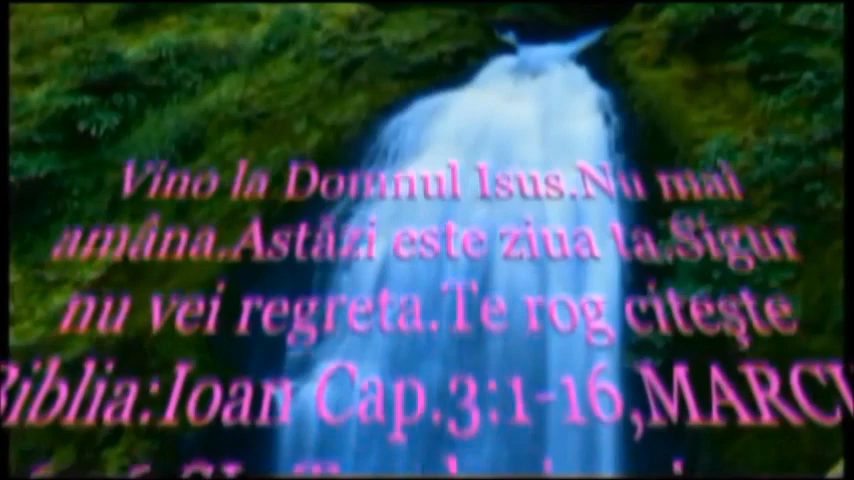 Vino la Domnul Isus.Nu mai
amâna.Astăzi este ziua ta.Sigur
nu vei regreta.Te rog citeşte
Biblia:Ioan Cap.3:1-16,